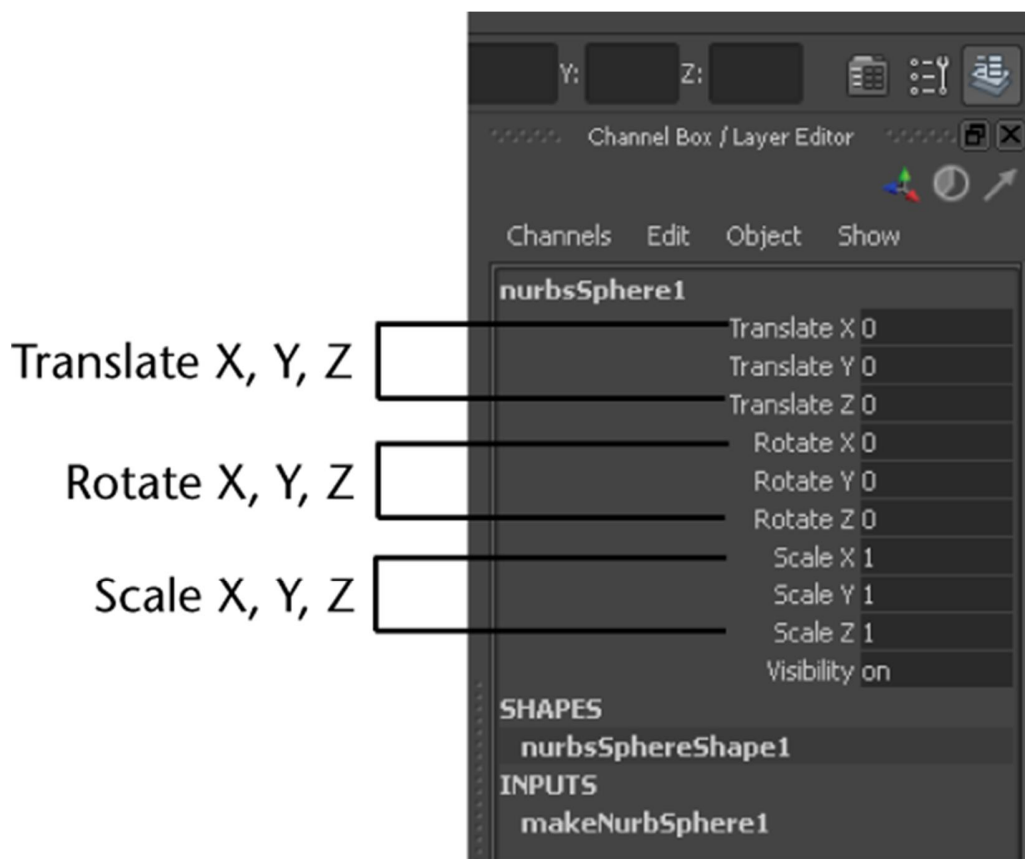 Y: Z:
Channel Box / Layer Editor
Channels Edit Object Show
nurbsSphere1
Translate X 0
Translate Y 0
Translate Z 0
Rotate X 0
Rotate Y 0
Rotate Z 0
Scale X 1
Scale Y 1
Scale Z 1
Visibility on
SHAPES
nurbsSphereShape1
INPUTS
makeNurbSphere1
Translate X, Y, Z
Rotate X, Y, Z
Scale X, Y, Z